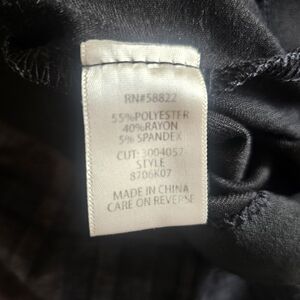 RN#58822
55%POLYESTER
40%RAYON
5% SPANDEX
CUT: 3004057
STYLE
8706K07
MADE IN CHINA
CARE ON REVERSE